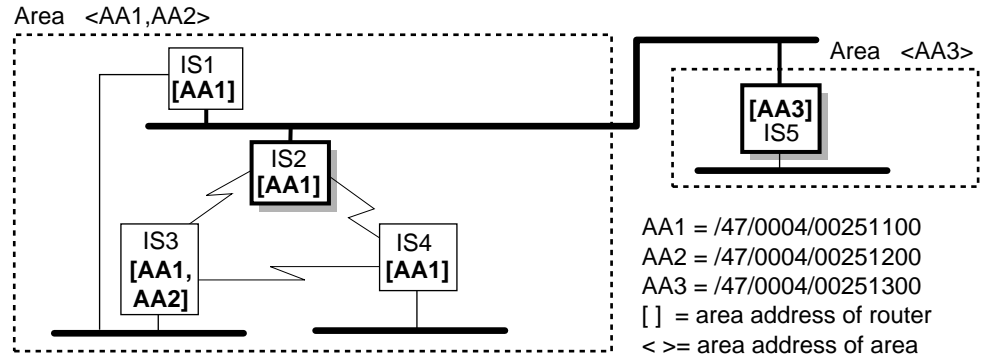 Area <AA1,AA2>
IS1
[AA1]
Area <AA3>
[AA3]
IS5
IS2
[AA1]
IS3
[AA1,
AA2]
IS4
[AA1]
AA1 = /47/0004/00251100
AA2 = /47/0004/00251200
AA3 = /47/0004/00251300
[ ] = area address of router
< >= area address of area